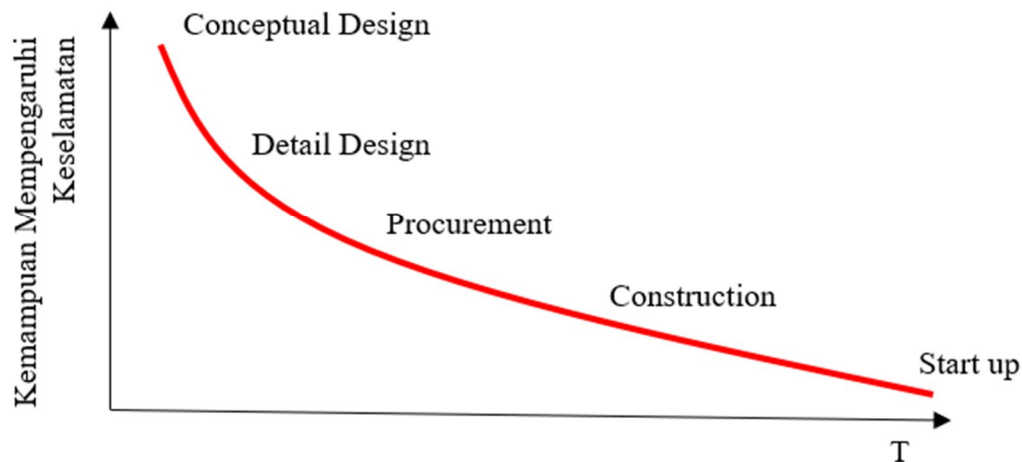 Kemampuan Mempengaruhi
Keselamatan
Conceptual Design
Detail Design
Procurement
Construction
Start up
T